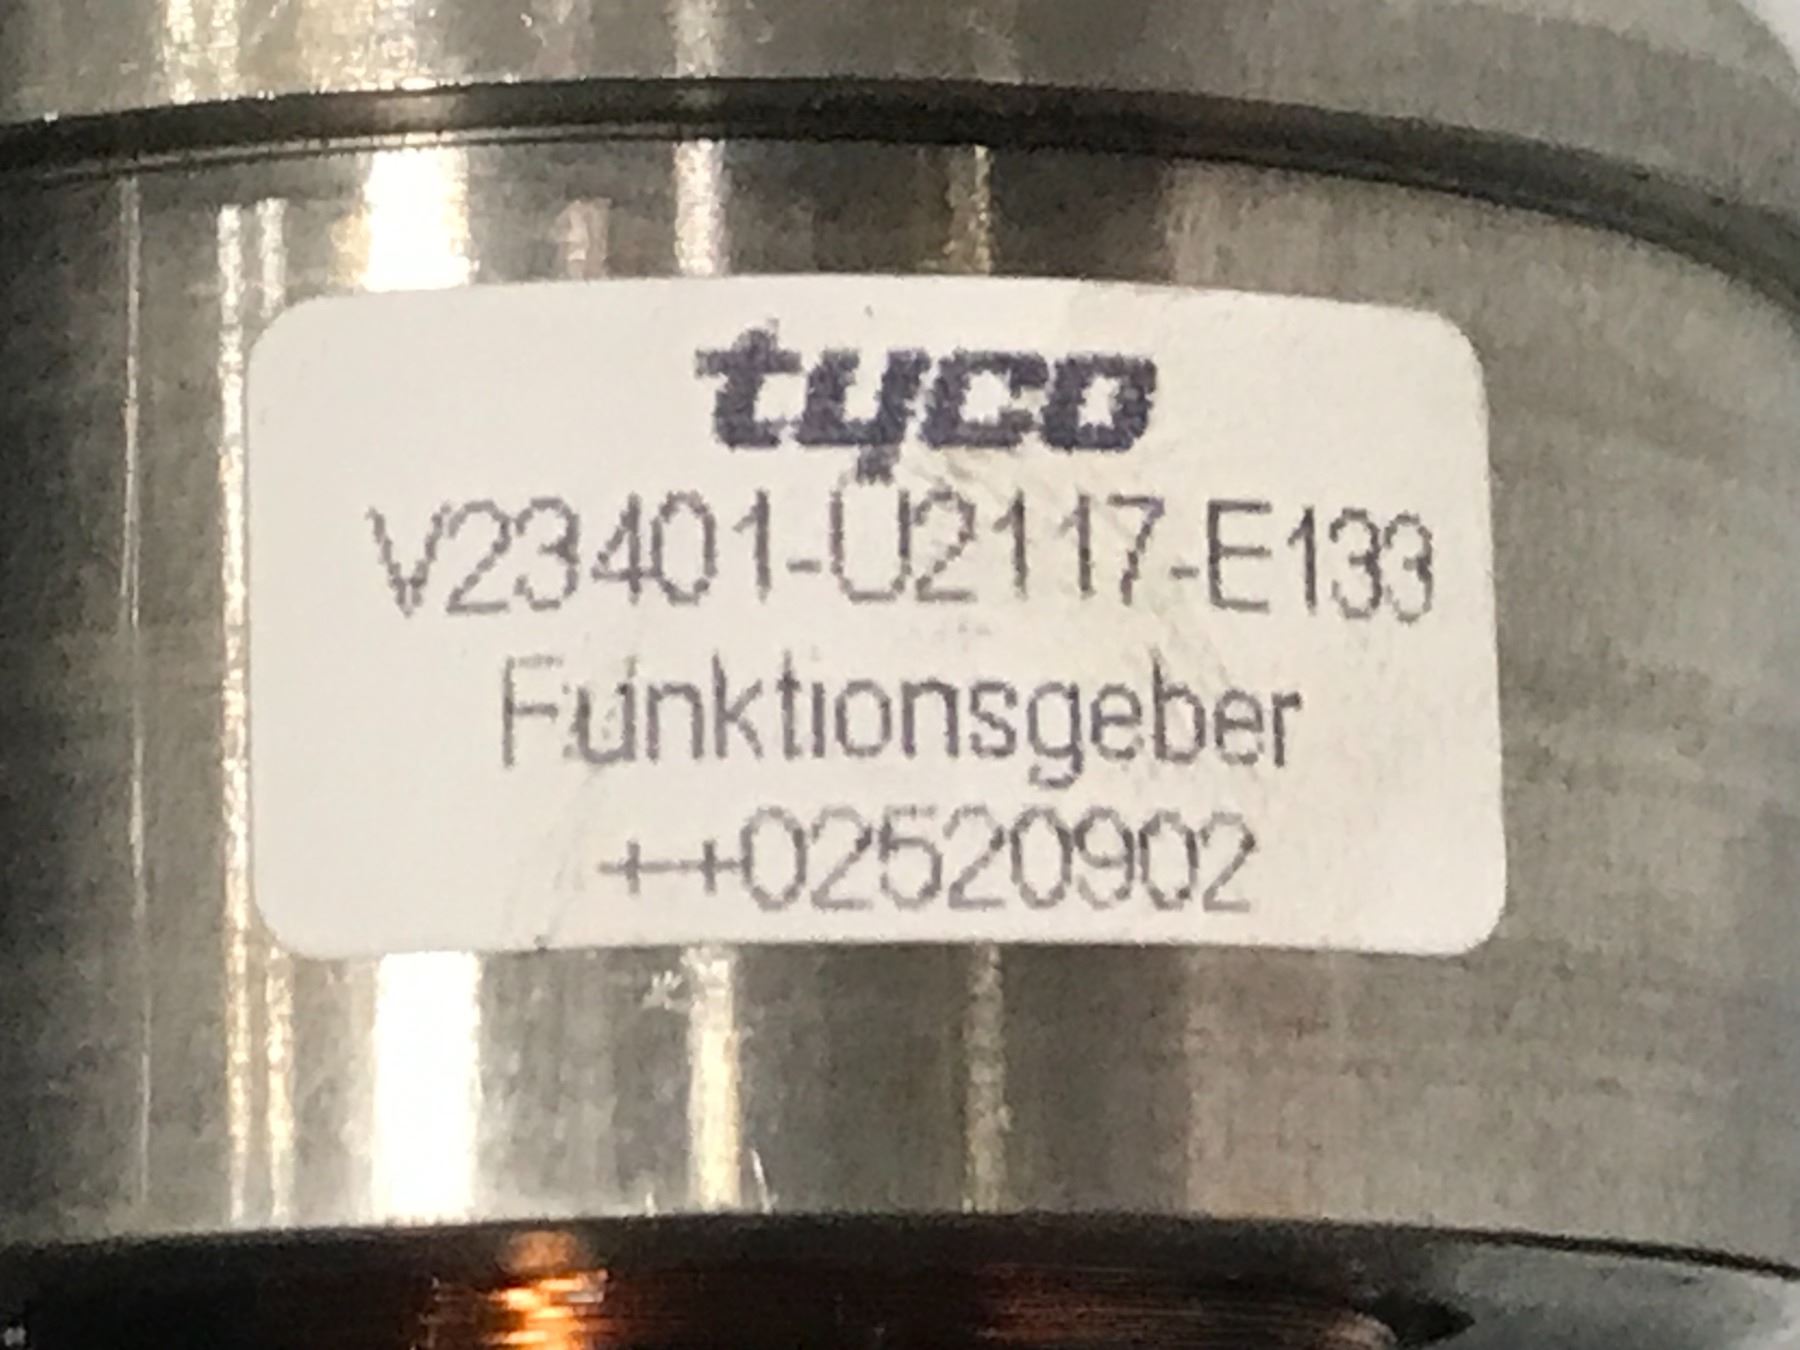 tyco
V23401-U2117-E133
Funktionsgeber
++02520902